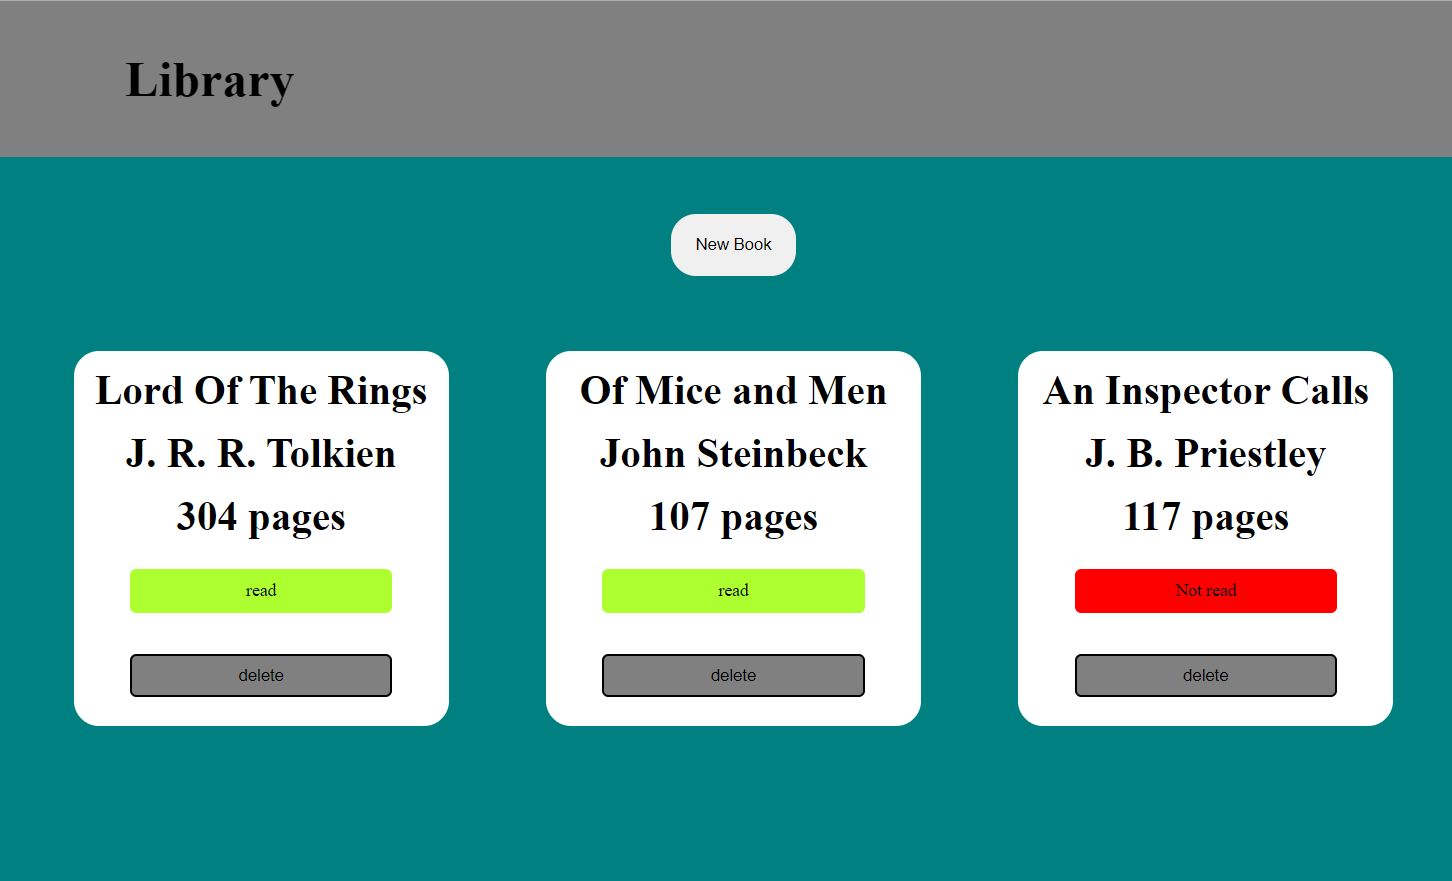 Library
New Book
Lord Of The Rings
J. R. R. Tolkien
304 pages
read
delete
Of Mice and Men
John Steinbeck
107 pages
read
delete
An Inspector Calls
J. B. Priestley
117 pages
Not read
delete